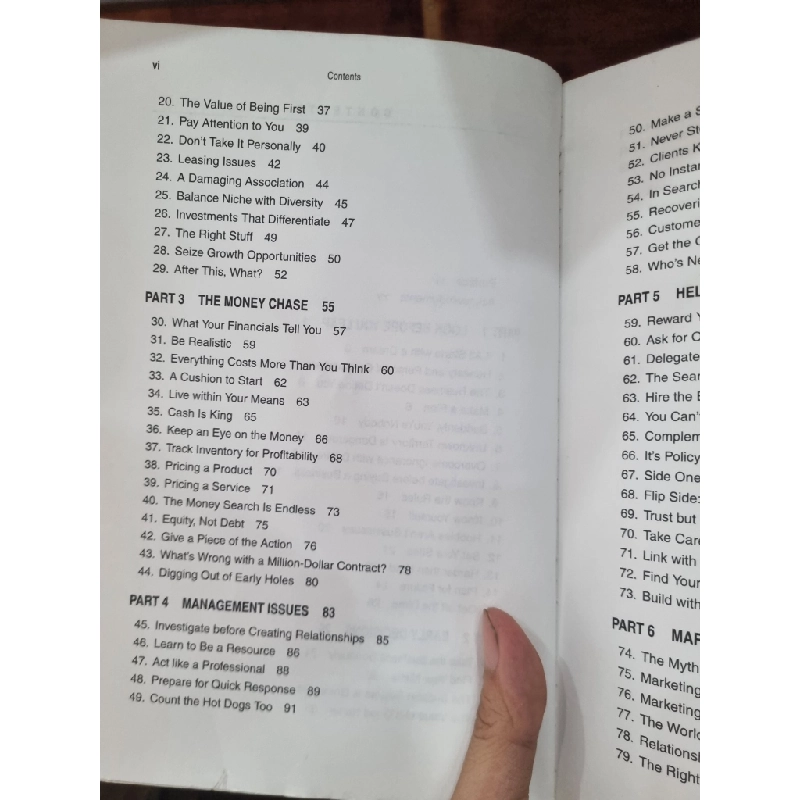 vi
Contents
20. The Value of Being First 37
21. Pay Attention to You 39
22. Don't Take It Personally 40
23. Leasing Issues 42
24. A Damaging Association 44
25. Balance Niche with Diversity 45
26. Investments That Differentiate 47
27. The Right Stuff 49
28. Seize Growth Opportunities 50
29. After This, What? 52
PART 3 THE MONEY CHASE 55
30. What Your Financials Tell You 57
31. Be Realistic 59
32. Everything Costs More Than You Think 60
33. A Cushion to Start 62
34. Live within Your Means 63
35. Cash Is King 65
36. Keep an Eye on the Money 66
37. Track Inventory for Profitability 68
38. Pricing a Product 70
39. Pricing a Service 71
40. The Money Search Is Endless 73
41. Equity, Not Debt 75
42. Give a Piece of the Action 76
43. What's Wrong with a Million-Dollar Contract? 78
44. Digging Out of Early Holes 80
PART 4 MANAGEMENT ISSUES 83
45. Investigate before Creating Relationships 85
46. Learn to Be a Resource 86
47. Act like a Professional 88
48. Prepare for Quick Response 89
49. Count the Hot Dogs Too 91
50. Make a
51. Never
52. Clients
53. No
54. In
55.
56.
57. Get the
58. Who's
PART 5
59. Reward
60. Ask for
61. Delegate
62. The
63. Hire the
64. You
65.
66. It's Policy
67. Side One
68. Flip Side:
69. Trust but
70. Take
71. Link with
72. Find Your
73. Build with
PART 6
74. The Myth
75. Marketing
76. Marketing
77. The
78.
79. The Right